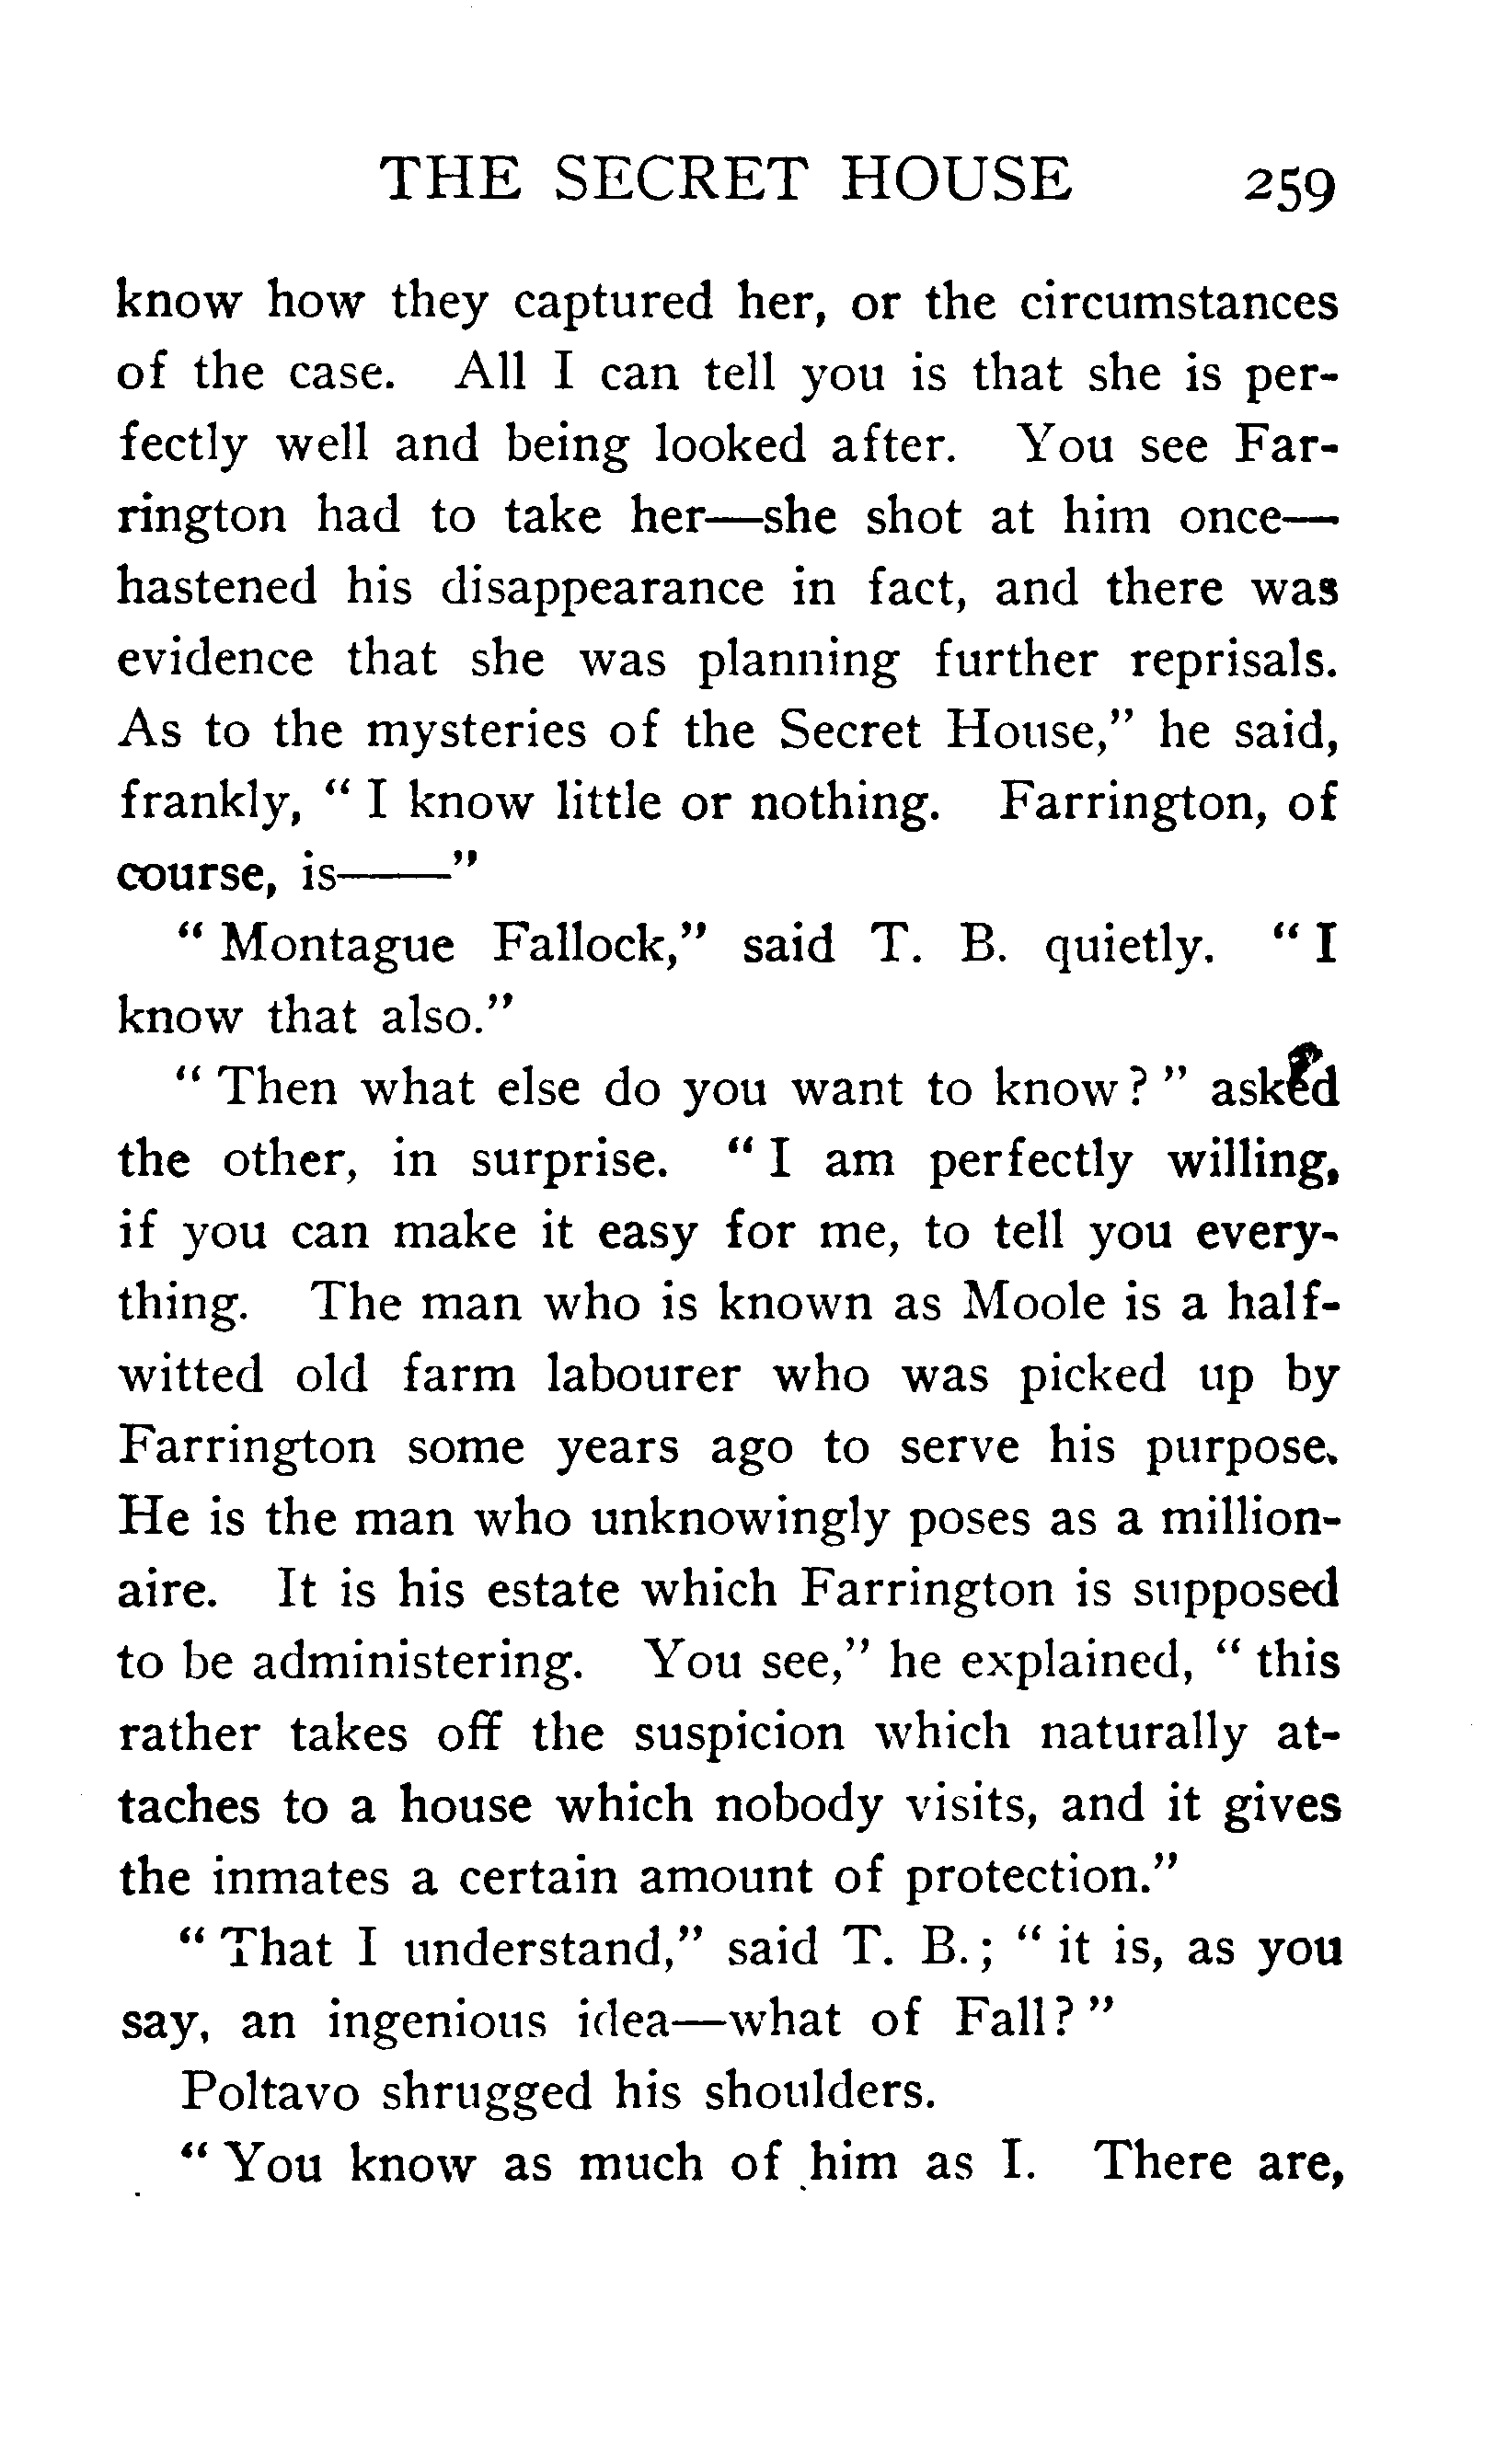 THE SECRET HOUSE 259
know how they captured her, or the circumstances
of the case. All I can tell you is that she is per-
fectly well and being looked after. You see Far-
rington had to take her—she shot at him once—
hastened his disappearance in fact, and there was
evidence that she was planning further reprisals.
As to the mysteries of the Secret House," he said,
frankly, " I know little or nothing. Farrington, of
course, is——"
" Montague Fallock," said T. B. quietly. " I
know that also."
" Then what else do you want to know? " asked
the other, in surprise. " I am perfectly willing,
if you can make it easy for me, to tell you every-
thing. The man who is known as Moole is a half-
witted old farm labourer who was picked up by
Farrington some years ago to serve his purpose.
He is the man who unknowingly poses as a million-
aire. It is his estate which Farrington is supposed
to be administering. You see," he explained, " this
rather takes off the suspicion which naturally at-
taches to a house which nobody visits, and it gives
the inmates a certain amount of protection."
" That I understand," said T. B.; " it is, as you
say, an ingenious idea—what of Fall? "
Poltavo shrugged his shoulders.
" You know as much of him as I. There are,